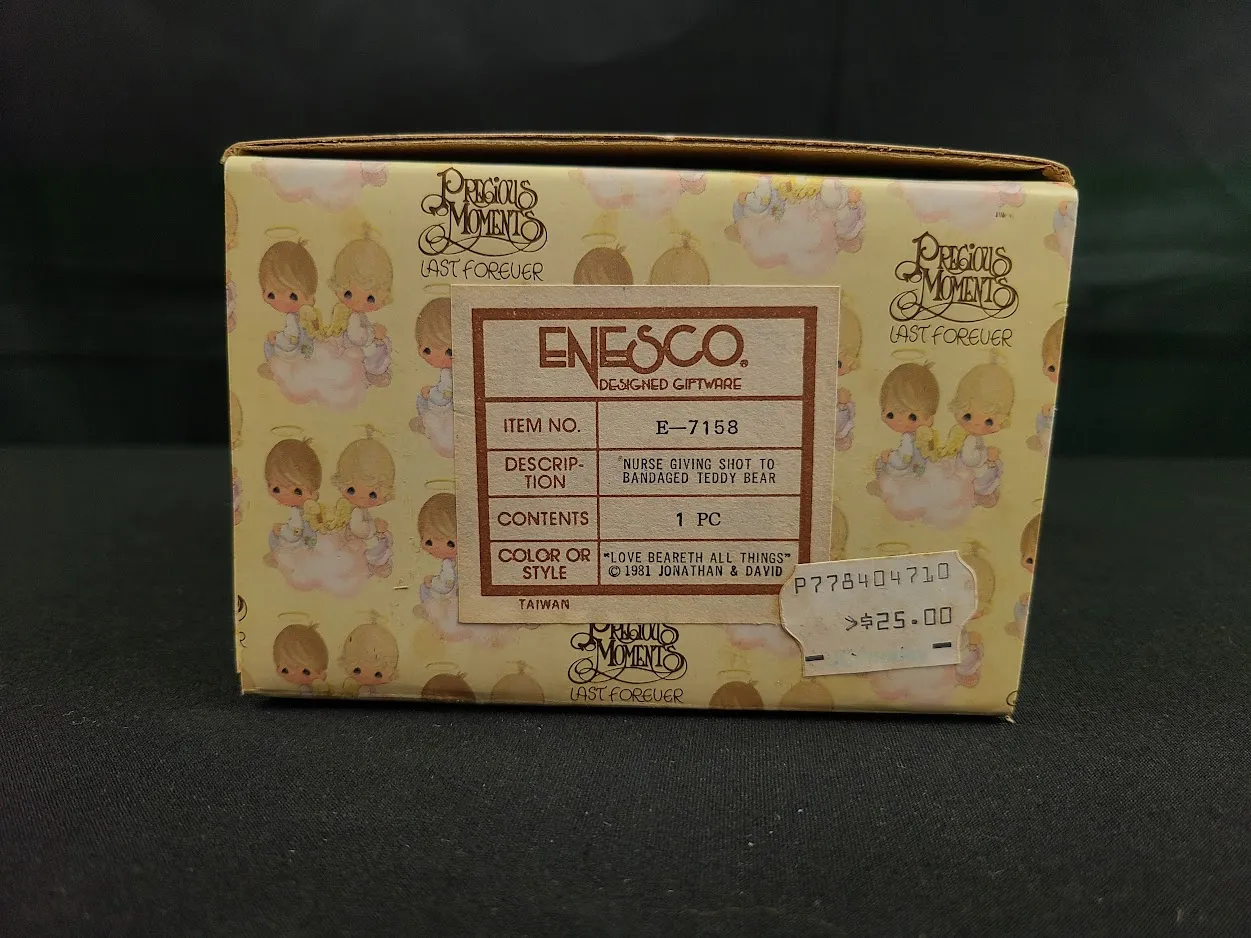 PRECIOUS
MOMENTS
LAST FOREVER
PRECIOUS
MOMENTS
LAST FOREVER
ENESCO®
DESIGNED GIFTWARE
ITEM NO. E—7158
DESCRIP-
TION
NURSE GIVING SHOT TO
BANDAGED TEDDY BEAR
CONTENTS 1 PC
COLOR OR
STYLE
"LOVE BEARETH ALL THINGS"
© 1981 JONATHAN & DAVID
TAIWAN
P778404710
>$25.00
PRECIOUS
MOMENTS
LAST FOREVER